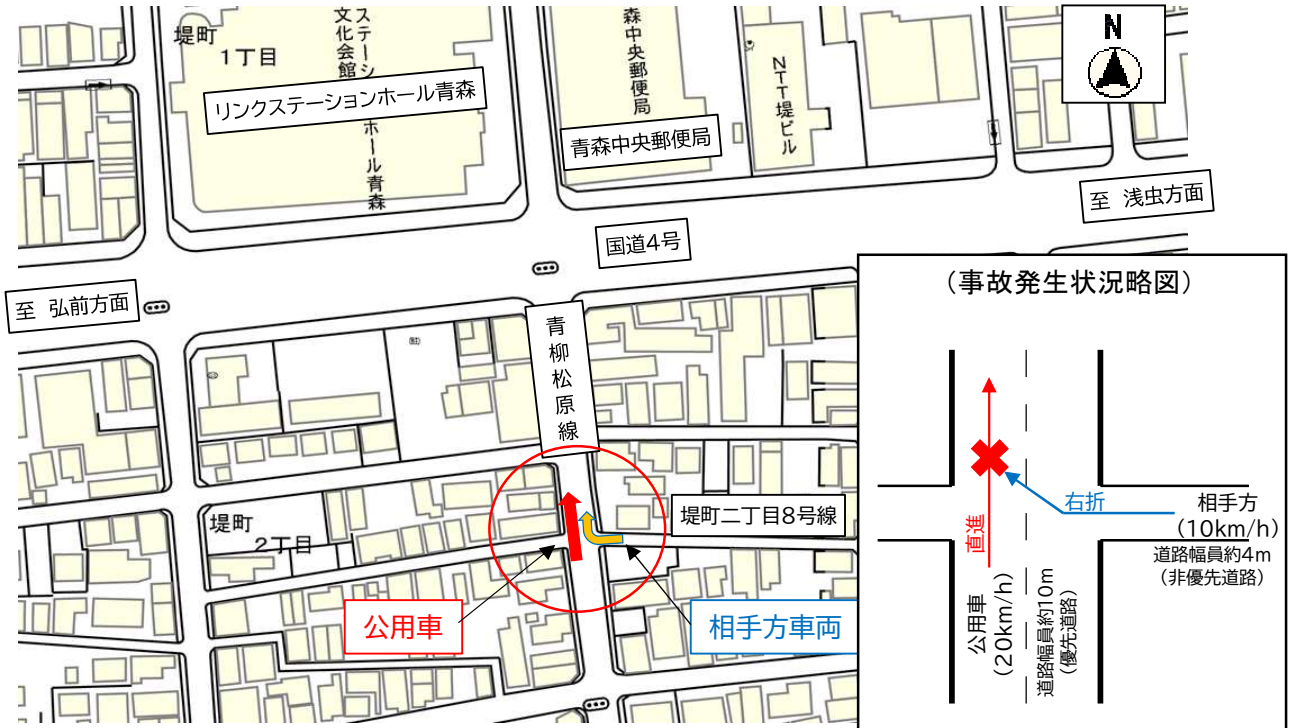 堤町
1丁目
ステーシ
文化会館
ホール青森
リンクステーションホール青森
森中央郵便局
青森中央郵便局
NTT堤ビル
N
至 浅虫方面
国道4号
至 弘前方面
青柳松原線
堤町二丁目8号線
堤町
2丁目
公用車
相手方車両
(事故発生状況略図)
右折
直進
相手方
(10km/h)
道路幅員約4m
(非優先道路)
公用車
(20km/h)
道路幅員約10m
(優先道路)